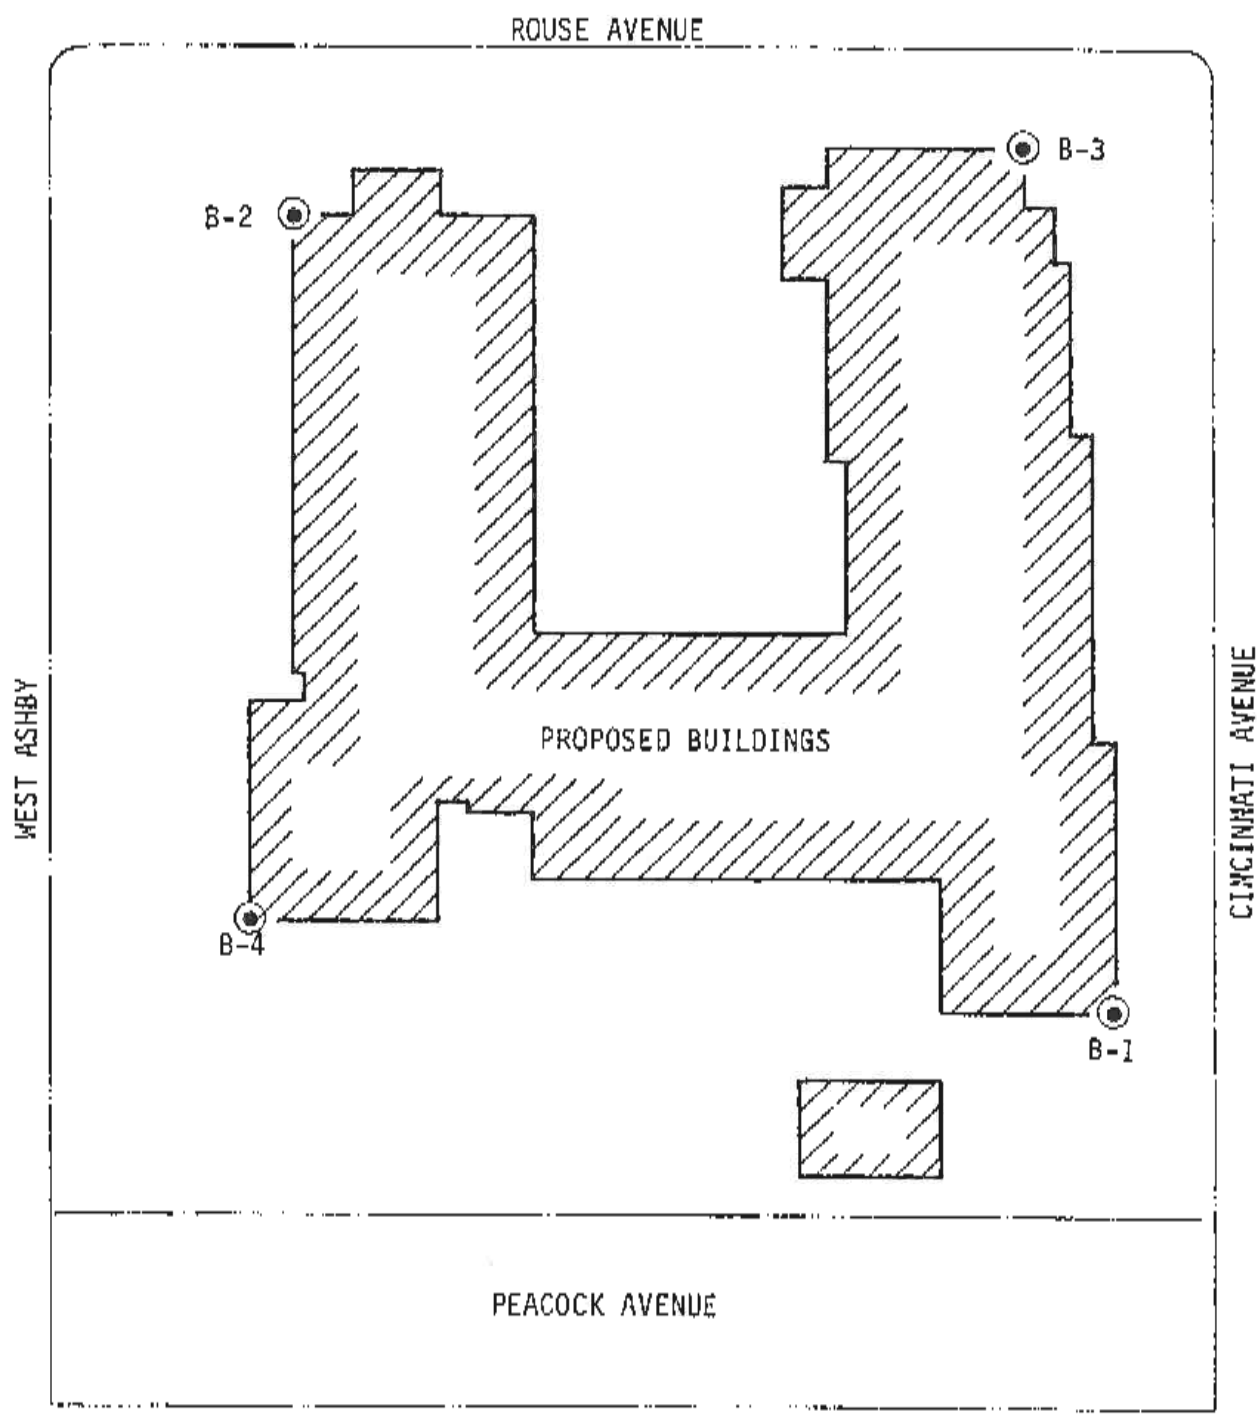 ROUSE AVENUE
B-3
B-2
PROPOSED BUILDINGS
WEST ASHBY
CINCINNATI AVENUE
B-4
B-1
PEACOCK AVENUE